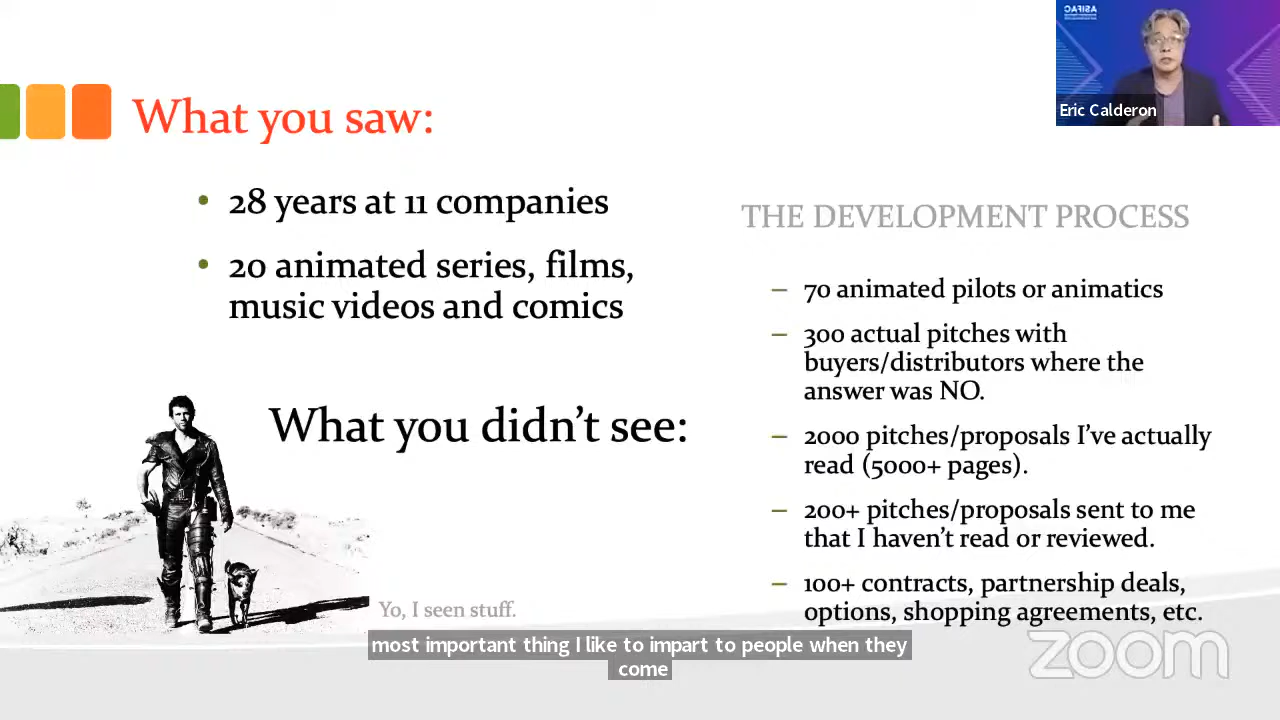 What you saw:
• 28 years at 11 companies
• 20 animated series, films,
music videos and comics
What you didn't see:
Yo, I seen stuff.
THE DEVELOPMENT PROCESS
– 70 animated pilots or animatics
– 300 actual pitches with
buyers/distributors where the
answer was NO.
– 2000 pitches/proposals I've actually
read (5000+ pages).
– 200+ pitches/proposals sent to me
that I haven't read or reviewed.
– 100+ contracts, partnership deals,
options, shopping agreements, etc.
ASIFAC
Eric Calderon
most important thing I like to impart to people when they
come
zoom